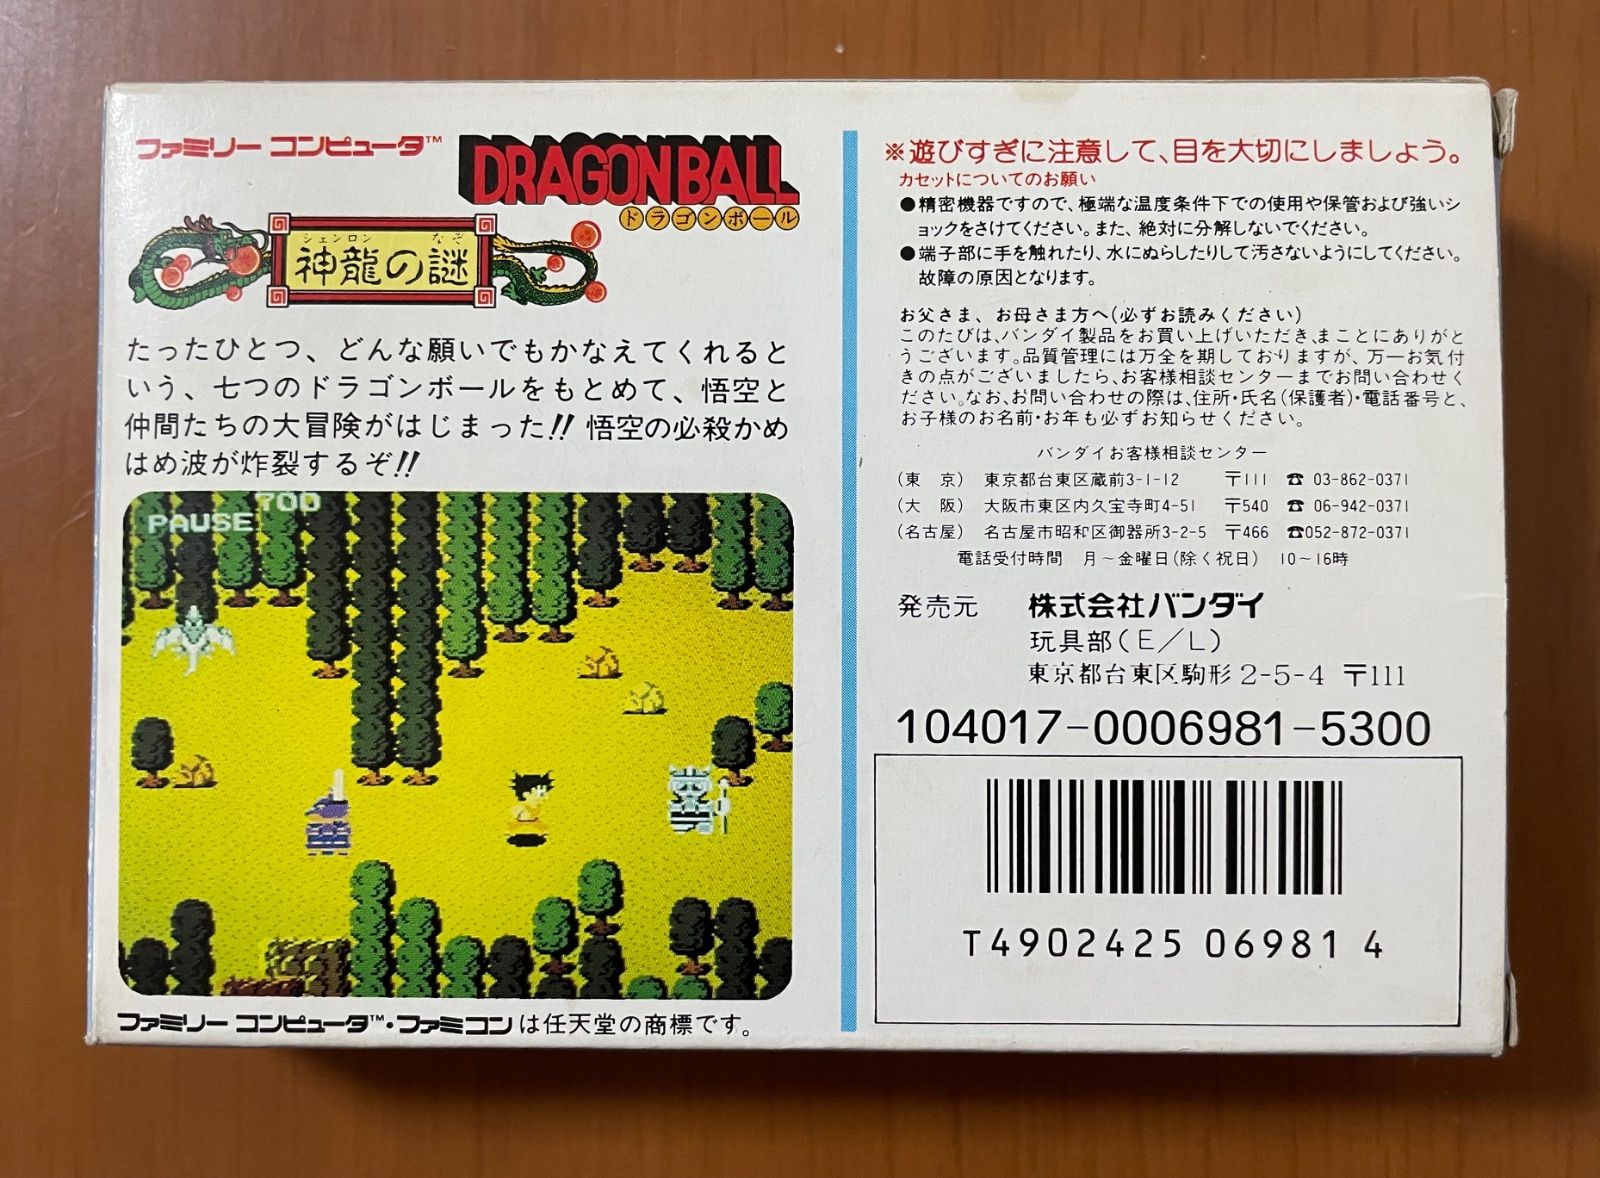 ファミリー コンピュータ™
DRAGON BALL
ドラゴンボール
シェンロン なぞ
神龍の謎
たったひとつ、どんな願いでもかなえてくれると
いう、七つのドラゴンボールをもとめて、悟空と
仲間たちの大冒険がはじまった!! 悟空の必殺かめ
はめ波が炸裂するぞ!!
700
PAUSE
ファミリー コンピュータ™・ファミコンは任天堂の商標です。
※遊びすぎに注意して、目を大切にしましょう。
カセットについてのお願い
●精密機器ですので、極端な温度条件下での使用や保管および強いシ
ョックをさけてください。また、絶対に分解しないでください。
●端子部に手を触れたり、水にぬらしたりして汚さないようにしてください。
故障の原因となります。
お父さま、お母さま方へ(必ずお読みください)
このたびは、バンダイ製品をお買い上げいただき、まことにありがと
うございます。品質管理には万全を期しておりますが、万一お気付
きの点がございましたら、お客様相談センターまでお問い合わせく
ださい。なお、お問い合わせの際は、住所・氏名(保護者)・電話番号と、
お子様のお名前・お年も必ずお知らせください。
バンダイお客様相談センター
(東 京) 東京都台東区蔵前3-1-12 〒111 ☎ 03-862-0371
(大 阪) 大阪市東区内久宝寺町4-51 〒540 ☎ 06-942-0371
(名古屋) 名古屋市昭和区御器所3-2-5 〒466 ☎052-872-0371
電話受付時間 月~金曜日(除く祝日) 10~16時
発売元 株式会社バンダイ
玩具部(E/L)
東京都台東区駒形2-5-4 〒111
104017-0006981-5300
T4902425 06981 4